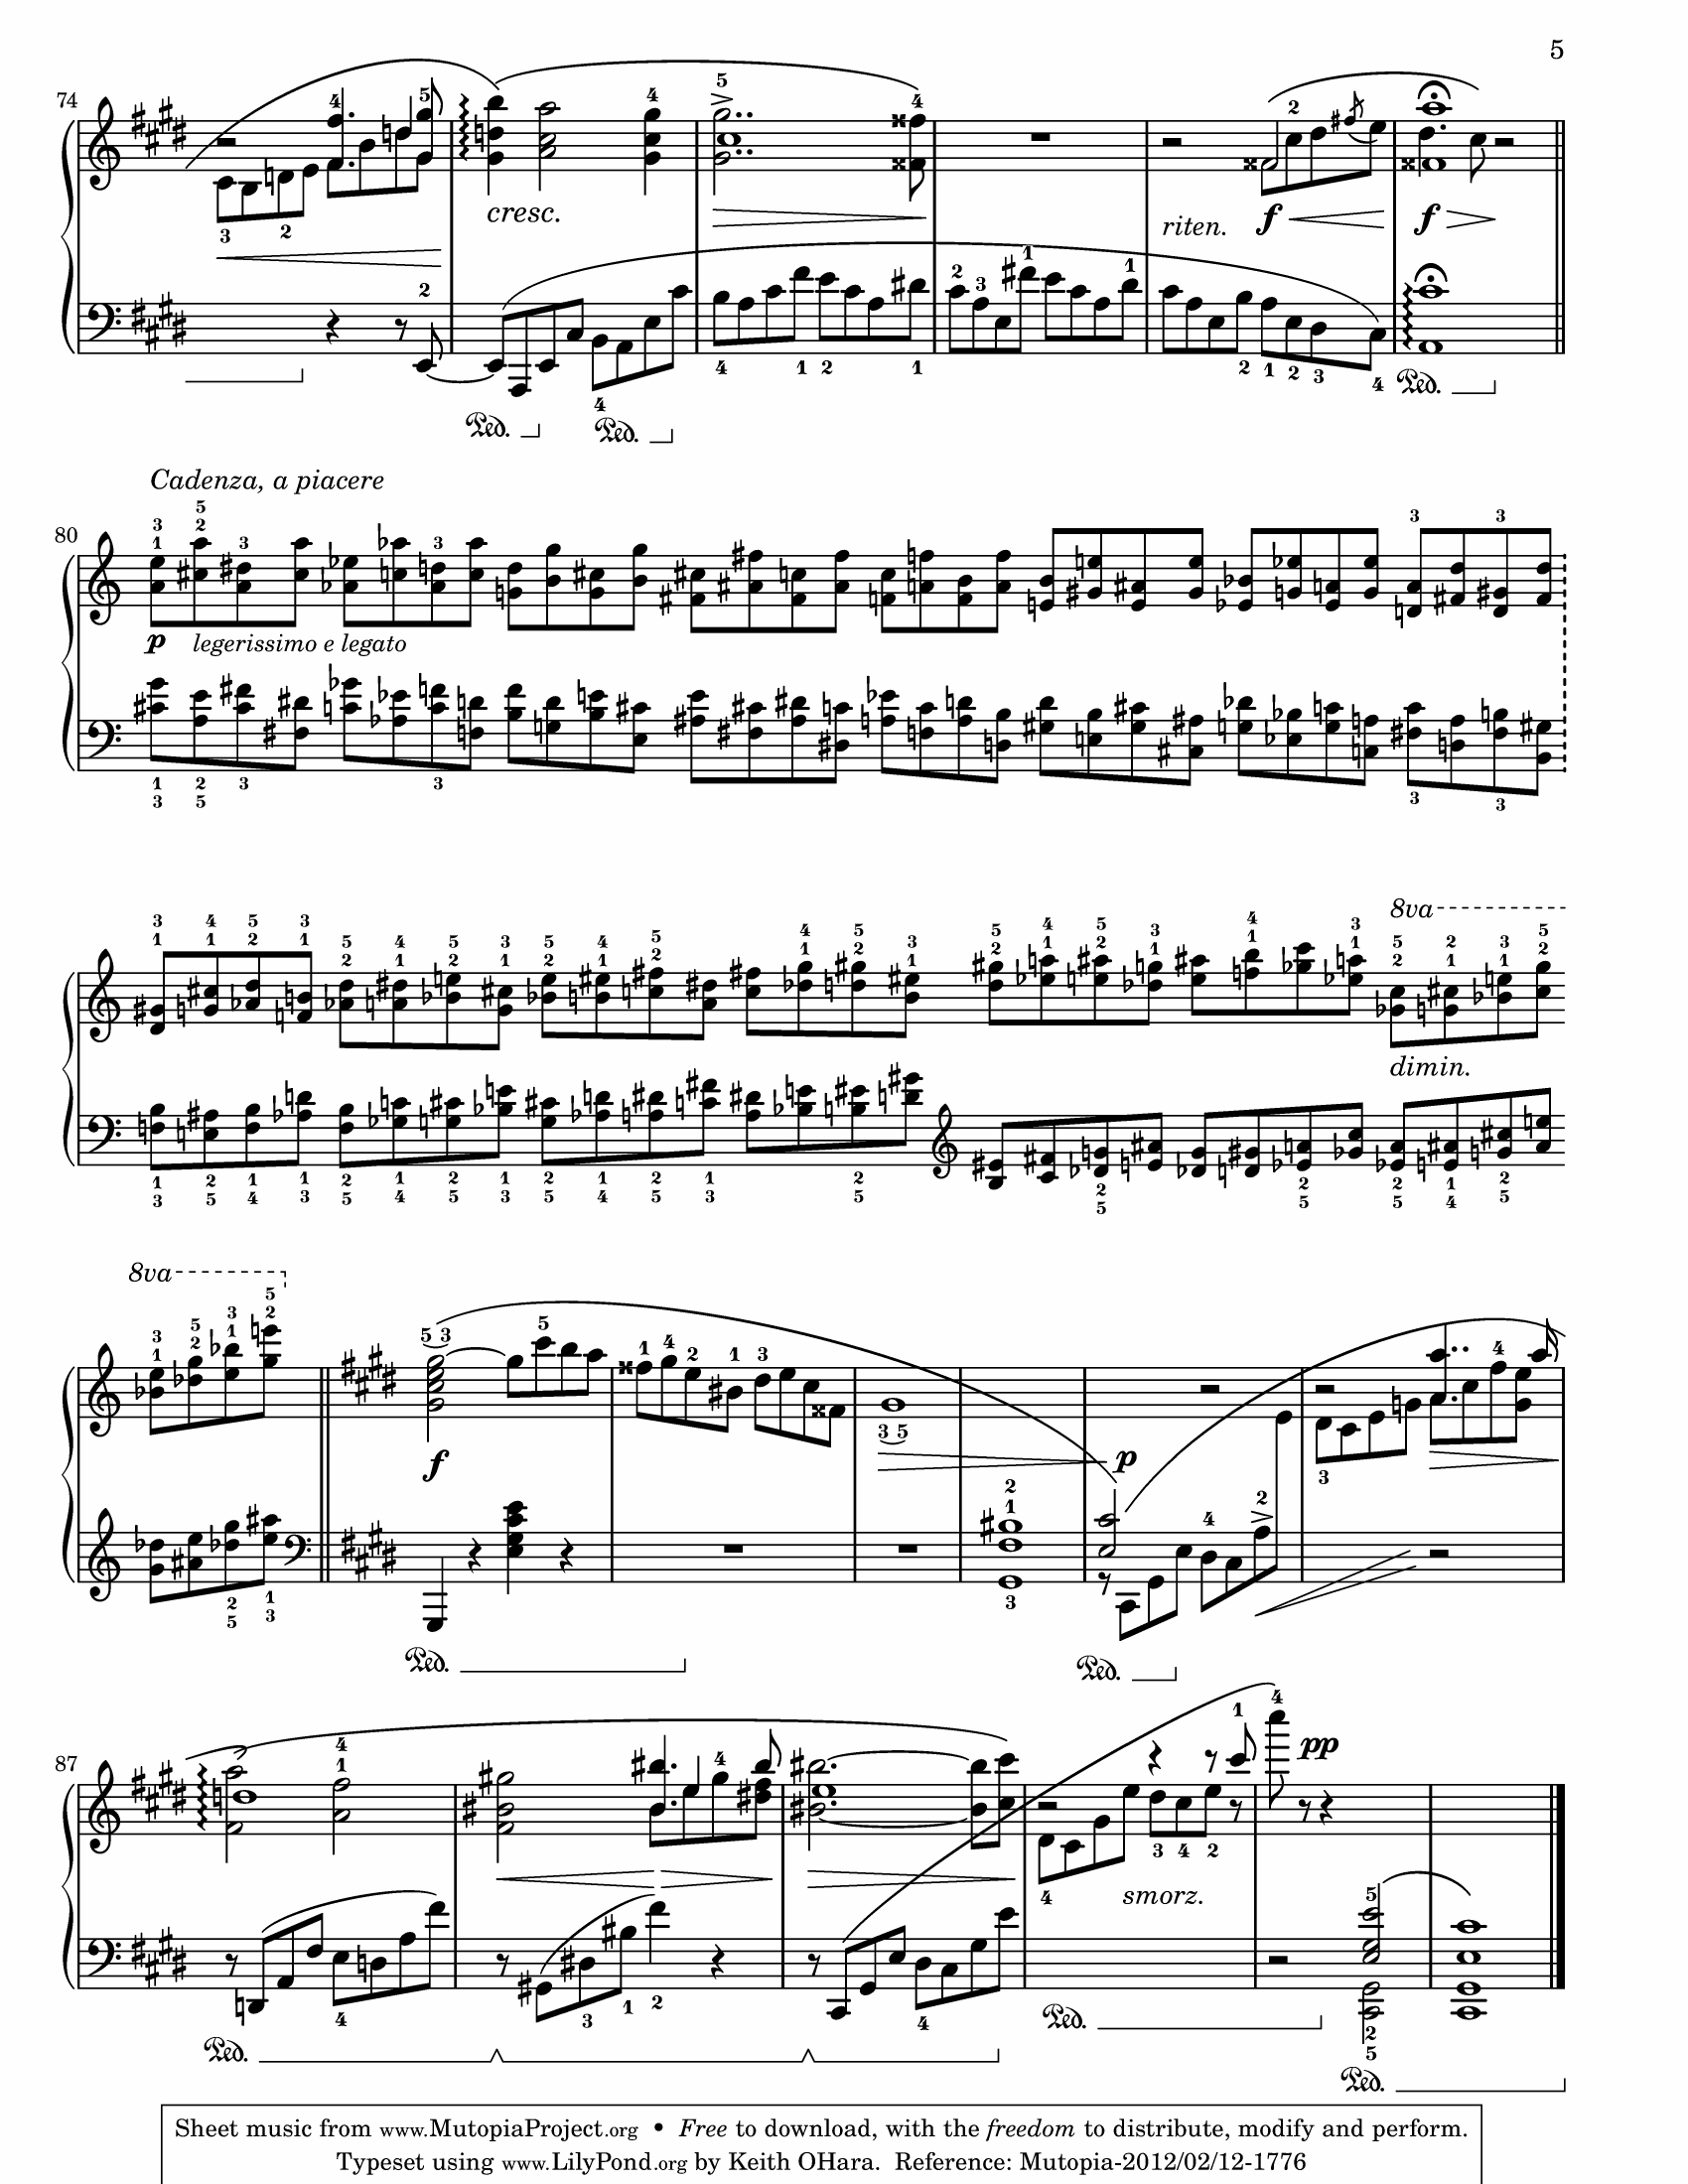 5
74
cresc.
riten.
f
f
Cadenza, a piacere
80
p
legerissimo e legato
8va
dimin.
8va
f
p
87
pp
smorz.
Sheet music from www.MutopiaProject.org • Free to download, with the freedom to distribute, modify and perform.
Typeset using www.LilyPond.org by Keith OHara. Reference: Mutopia-2012/02/12-1776